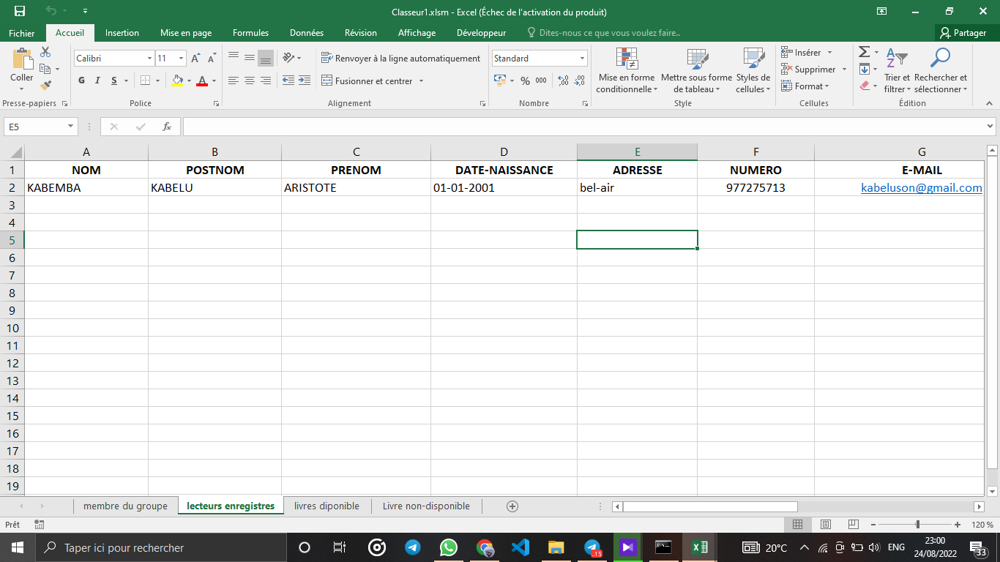 Classeur1.xlsm - Excel (Échec de l'activation du produit)
Fichier Accueil Insertion Mise en page Formules Données Révision Affichage Développeur Dites-nous ce que vous voulez faire.. Partager
Coller
Presse-papiers
Calibri 11
G I S
Police
Renvoyer à la ligne automatiquement
Fusionner et centrer
Alignement
Standard
% 000
Nombre
Mise en forme conditionnelle
Mettre sous forme de tableau
Styles de cellules
Style
Insérer
Supprimer
Format
Cellules
Trier et filtrer
Rechercher et sélectionner
Édition
E5 fx
A B C D E F G
1 NOM POSTNOM PRENOM DATE-NAISSANCE ADRESSE NUMERO E-MAIL
2 KABEMBA KABELU ARISTOTE 01-01-2001 bel-air 977275713 kabeluson@gmail.com
3
4
5
6
7
8
9
10
11
12
13
14
15
16
17
18
19
membre du groupe lecteurs enregistres livres diponible Livre non-disponible
Prêt 120 %
Taper ici pour rechercher .15 20°C ENG 23:00 33
24/08/2022